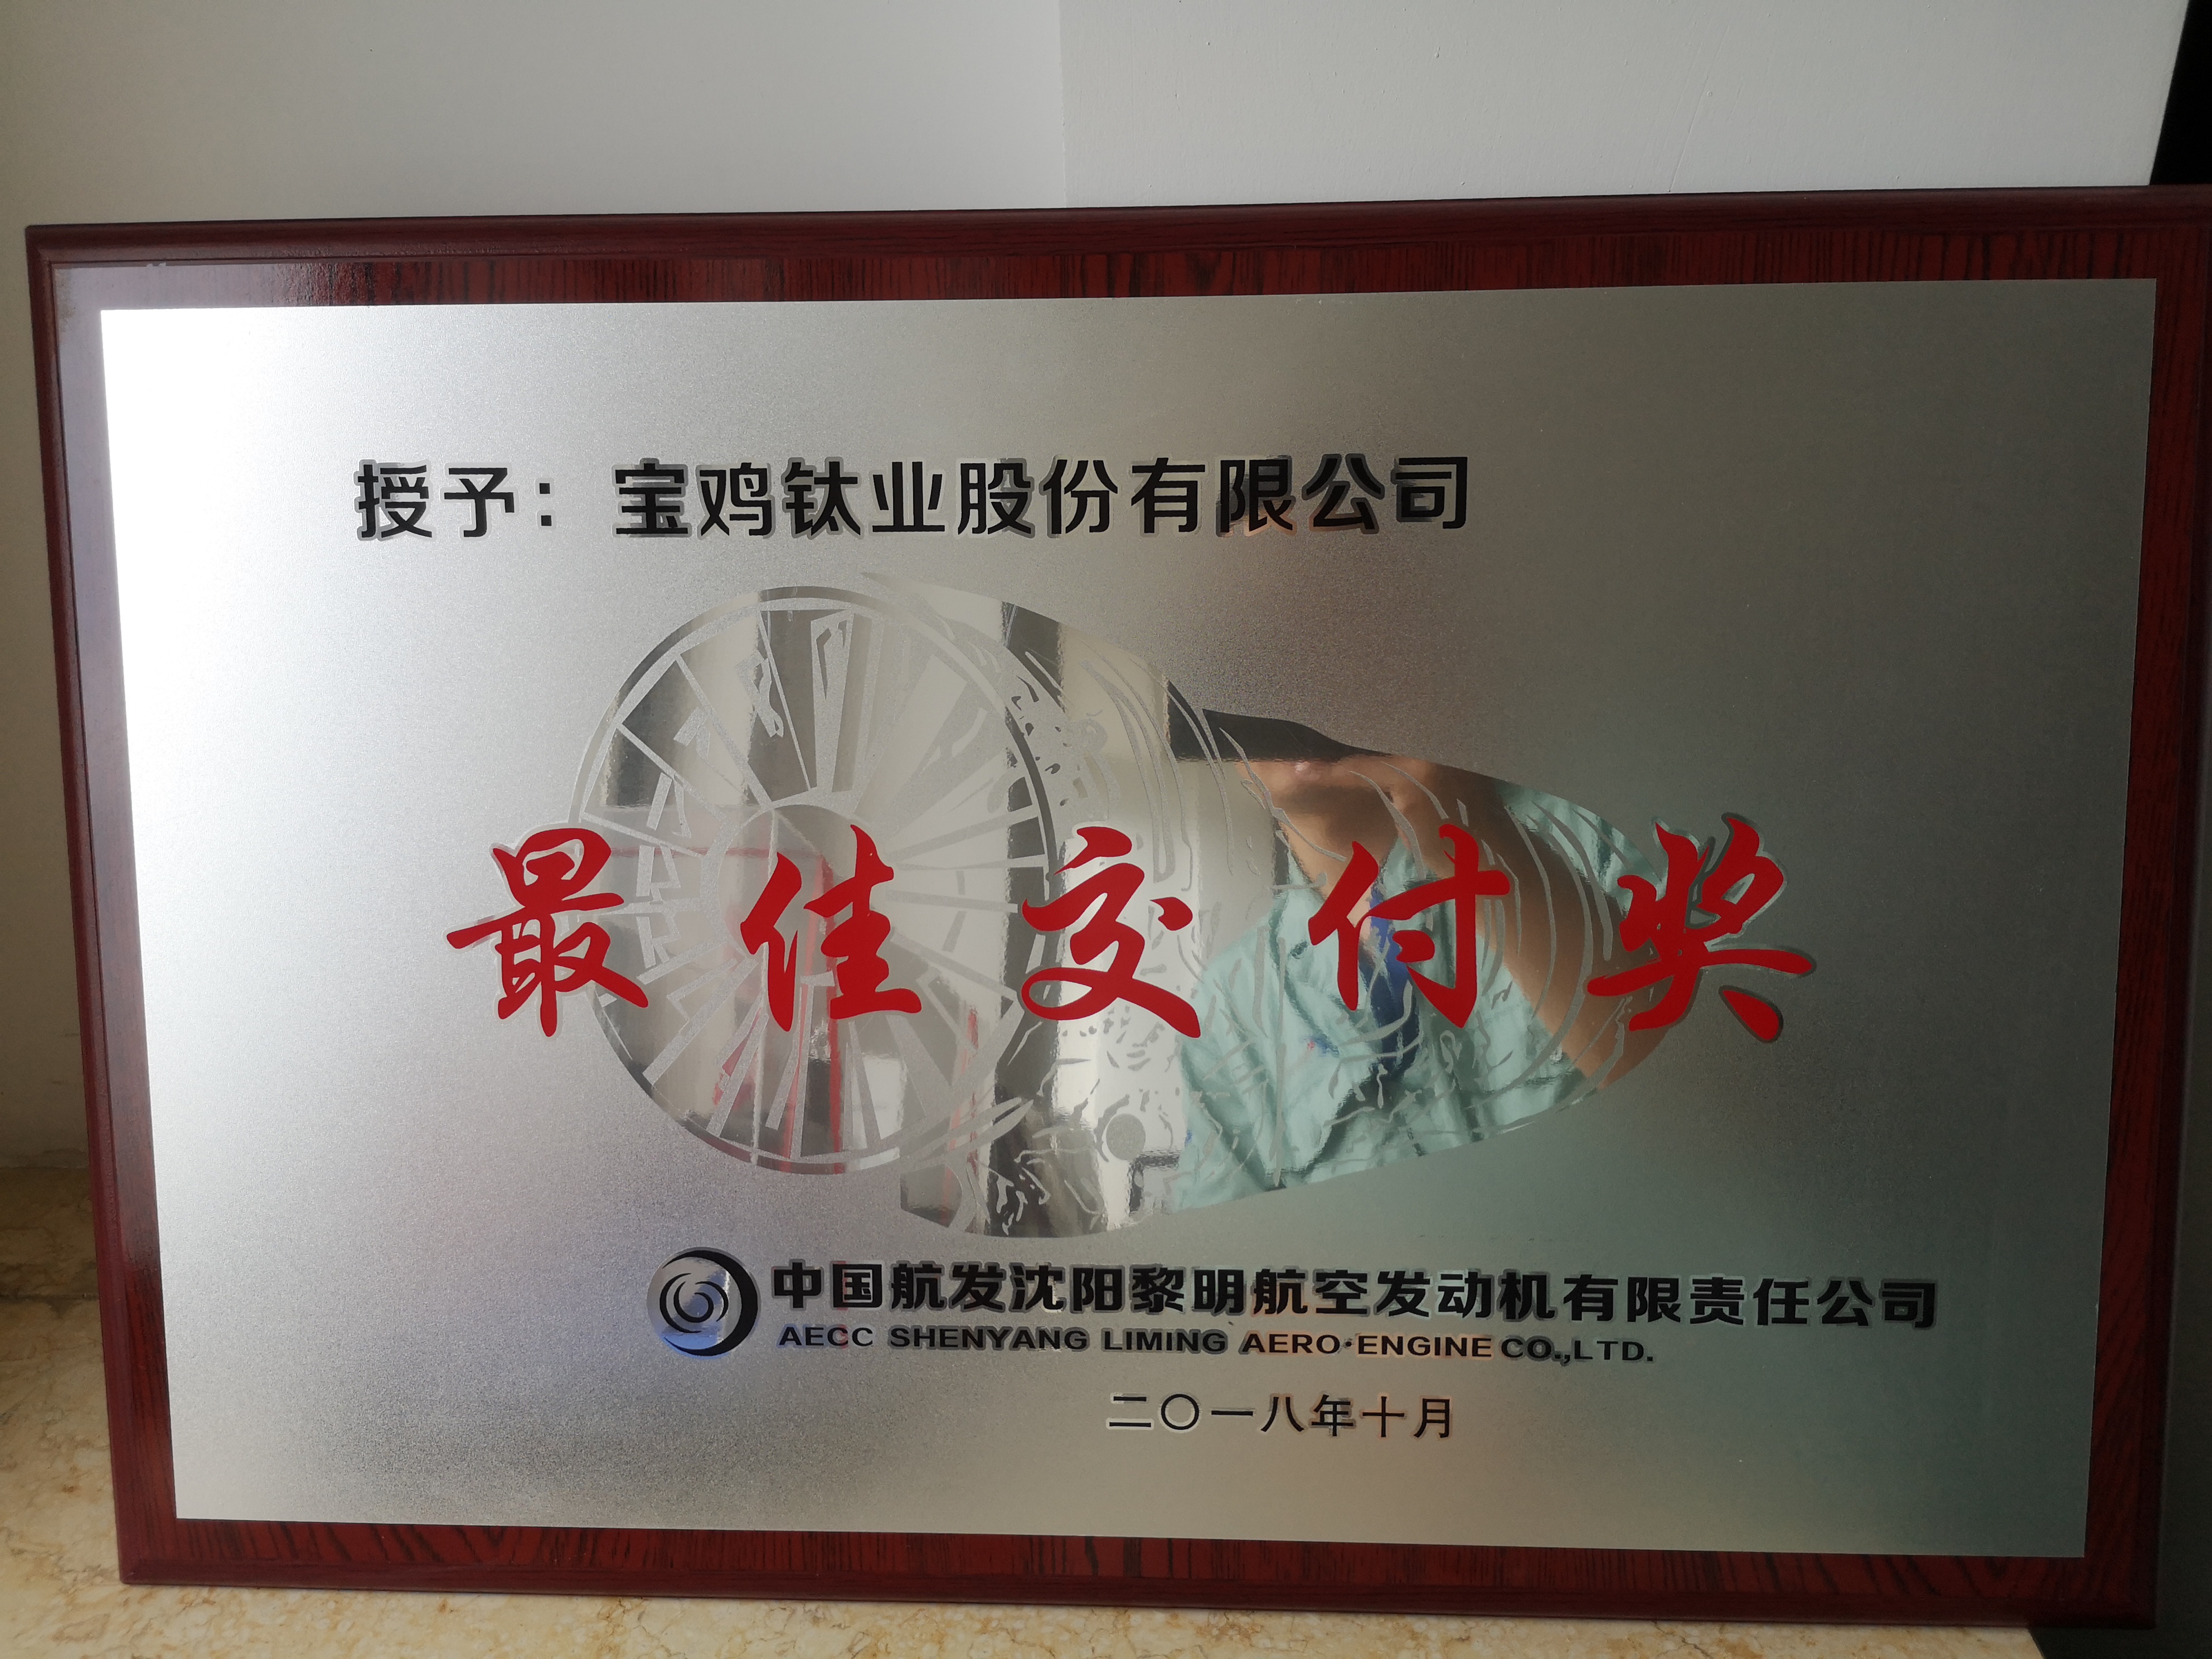 授予：宝鸡钛业股份有限公司
最佳交付奖
中国航发沈阳黎明航空发动机有限责任公司
AECC SHENYANG LIMING AERO·ENGINE CO.,LTD.
二〇一八年十月